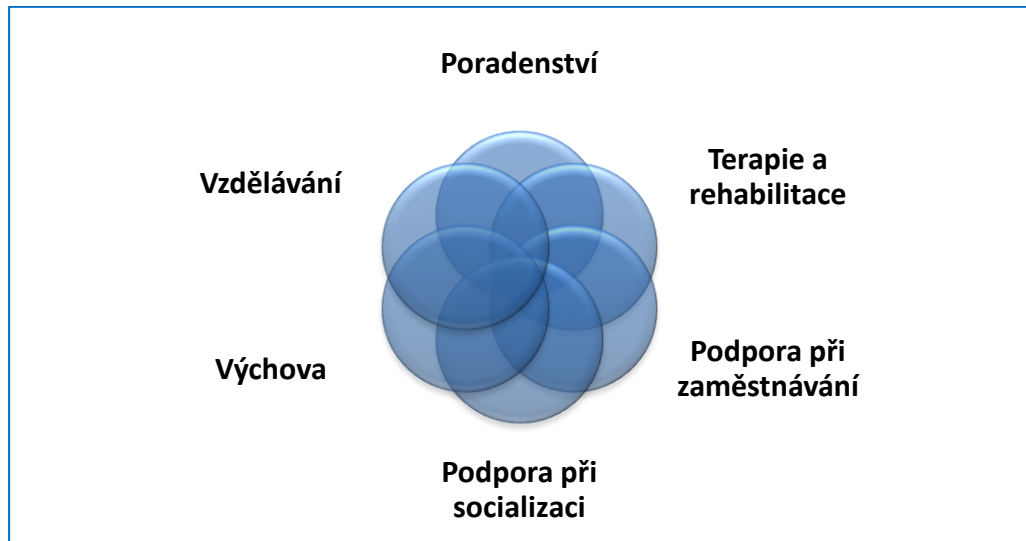 Poradenství
Terapie a
rehabilitace
Podpora při
zaměstnávání
Podpora při
socializaci
Výchova
Vzdělávání